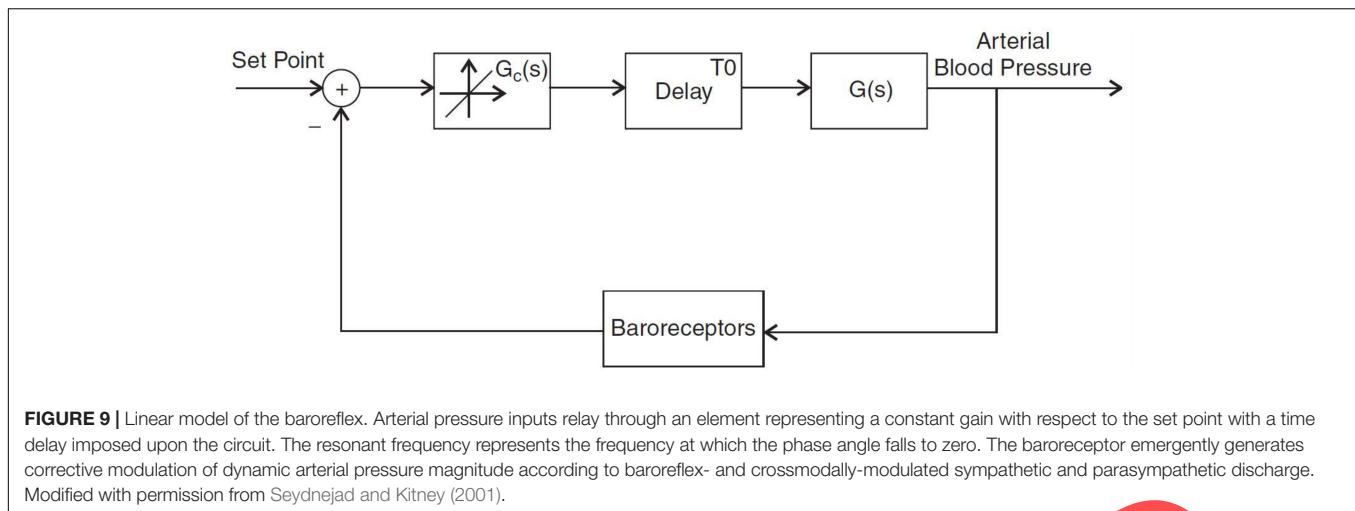 Set Point
+
−
G_c(s)
T0
Delay
G(s)
Arterial
Blood Pressure
Baroreceptors
FIGURE 9 | Linear model of the baroreflex. Arterial pressure inputs relay through an element representing a constant gain with respect to the set point with a time
delay imposed upon the circuit. The resonant frequency represents the frequency at which the phase angle falls to zero. The baroreceptor emergently generates
corrective modulation of dynamic arterial pressure magnitude according to baroreflex- and crossmodally-modulated sympathetic and parasympathetic discharge.
Modified with permission from Seydnejad and Kitney (2001).